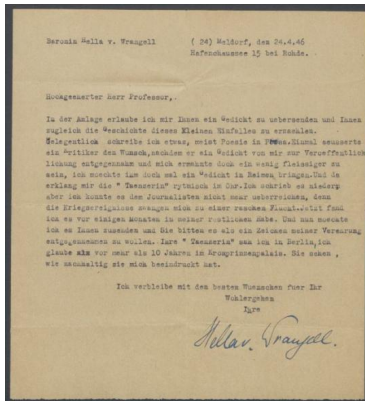 Baronin Hella v. Wrangell ( 24) Meldorf, den 24.4.46
Hafenchaussee 15 bei Rohde.
Hochgeehrter Herr Professor,
In der Anlage erlaube ich mir Ihnen ein Gedicht zu uebersenden und Ihnen
zugleich die Geschichte dieses kleinen Einfalles zu erzaehlen.
Gelegentlich schreibe ich etwas, meist Poesie in Einmal aeusserte
ein Kritiker den Wunsch, nachdem er ein Gedicht von mir zur Veroeffentlich
lichung entgegennahm und mich ermahnte doch ein wenig fleissiger zu
sein, ich moechte ihm doch mal ein Gedicht in Reimen bringen. Und da
erklang mir die " Taenzerin" rytmisch im Ohr. Ich schrieb es nieder
aber ich konnte es dem Journalisten nicht mehr ueberreichen, denn
die Kriegsereignisse zwangen mich zu einer raschen Flucht. Jetzt fand
ich es vor einigen Monaten in meiner restlichen Habe. Und nun moechte
ich es Ihnen zusenden und Sie bitten es als ein Zeichen meiner Verehrung
entgegennehmen zu wollen. Ihre " Taenzerin" sah ich in Berlin, ich
glaube vor mehr als 10 Jahren im Kronprinzenpalais. Sie sehen ,
wie nachhaltig sie mich beeindruckt hat.
Ich verbleibe mit den besten Wuenschen fuer Ihr
Wohlergehen
Ihre
Hella v. Wrangell.